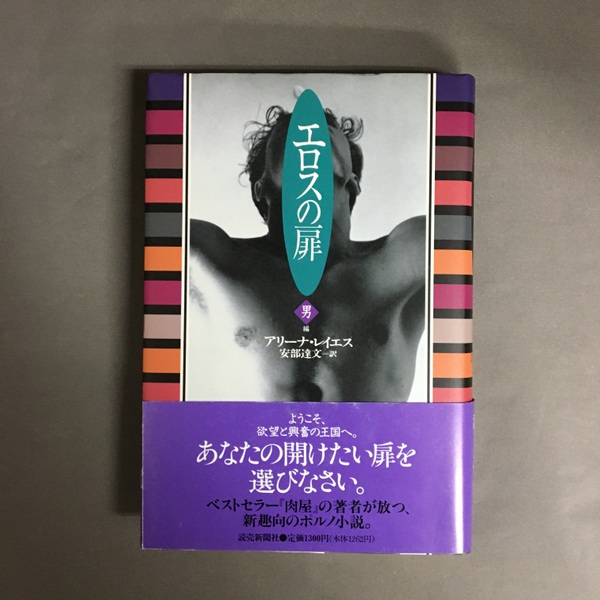 エロスの扉
男
編
アリーナ・レイエス
安部達文―訳
ようこそ、
欲望と興奮の王国へ。
あなたの開けたい扉を
選びなさい。
ベストセラー『肉屋』の著者が放つ、
新趣向のポルノ小説。
読売新聞社●定価1300円(本体1262円)